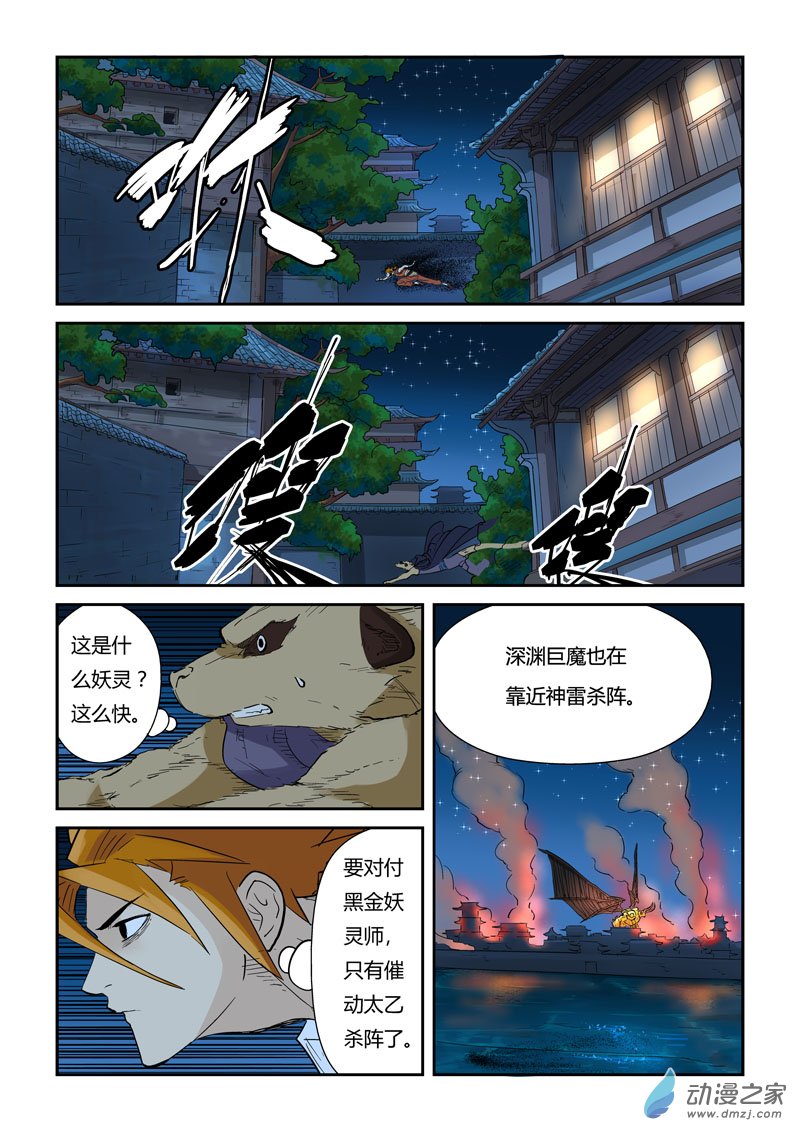 嗖
嗖
这是什
么妖灵？
这么快。
深渊巨魔也在
靠近神雷杀阵。
要对付
黑金妖
灵师，
只有催
动太乙
杀阵了。
动漫之家
www.dmzj.com